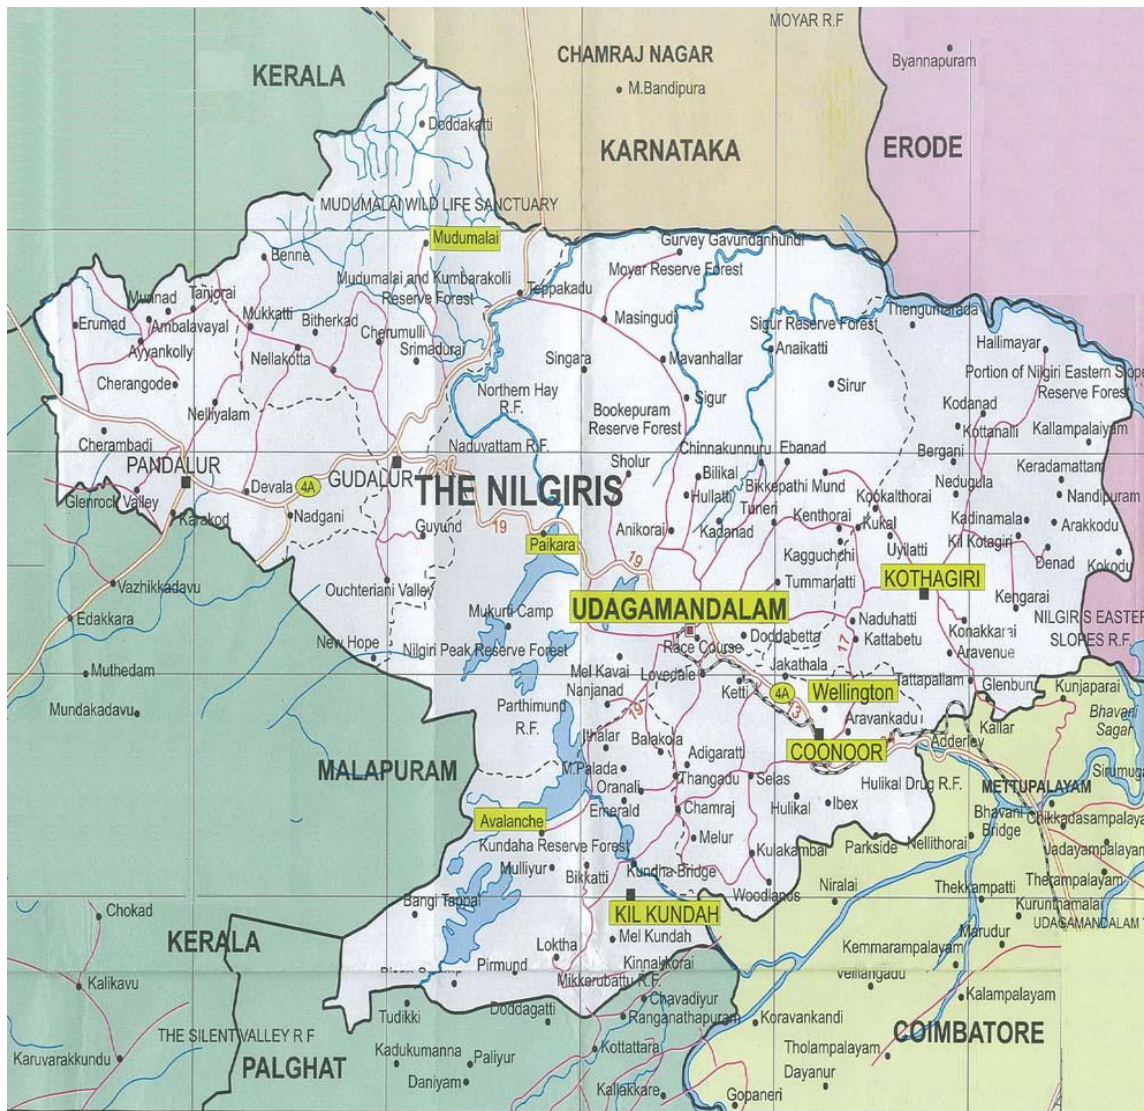 MOYAR R.F
CHAMRAJ NAGAR
Byannapuram
KERALA
M.Bandipura
Doddakatti
KARNATAKA
ERODE
MUDUMALAI WILD LIFE SANCTUARY
Mudumalai
Gurvey Gavundanhundi
Benne
Moyar Reserve Forest
Mudumalai and Kumbarakolli
Reserve Forest
Teppakadu
Munnad
Tanjorai
Thengumarada
Erumad
Ambalavayal
Mukkatti
Bitherkad
Cherumulli
Masingudi
Sigur Reserve Forest
Ayyankolly
Anaikatti
Hallimayar
Nellakotta
Srimadurai
Singara
Mavanhallar
Portion of Nilgiri Eastern Slope
Reserve Forest
Cherangode
Northern Hay
R.F.
Sirur
Nelliyalam
Sigur
Bookepuram
Reserve Forest
Kodanad
Kottanalli
Cherambadi
Naduvattam R.F.
Chinnakunnuru
Ebanad
Kallampalaiyam
PANDALUR
Bergani
Sholur
Bilikal
Keradamattam
GUDALUR
Devala
4A
Glenrock Valley
THE NILGIRIS
Hullatti
Bikkepathi Mund
Nedugula
Nandipuram
Kookalthorai
Karakod
Nadgani
Guyund
19
Anikorai
Kadanad
Tuneri
Kenthorai
Kukal
Kadinamala
Arakkodu
Paikara
Kagguchchi
Uyilatti
Kil Kotagiri
19
Denad
Vazhikkadavu
Ouchteriani Valley
Tummanatti
KOTHAGIRI
Kokodu
Mukurti Camp
UDAGAMANDALAM
Kengarai
Edakkara
Naduhatti
NILGIRIS EASTER
New Hope
Doddabetta
17
Kattabetu
Konakkarai
SLOPES R.F.
Nilgiri Peak Reserve Forest
Race Course
Aravenue
Muthedam
Mel Kavai
Lovedale
Jakathala
Tattapallam
Glenburu
Nanjanad
Ketti
4A
Wellington
Kunjaparai
Mundakadavu
Parthimund
R.F.
19
13
Aravankadu
Bhavani
Sagar
Ithalar
Kallar
Balakola
COONOOR
Adderley
MALAPURAM
Adigaratti
M.Palada
Thangadu
Selas
Hulikal Drug R.F.
METTUPALAYAM
Sirumuga
Oranali
Emerald
Chamraj
Hulikal
Ibex
Bhavani
Bridge
Avalanche
Chikkadasampalaya
Kundaha Reserve Forest
Melur
Parkside
Nellithorai
Jadayampalayam
Kulakambai
Mulliyur
Bikkatti
Kundha Bridge
Therampalayam
Woodlands
Niralai
Thekkampatti
Bangi Tappal
Kurunthamalai
Chokad
KIL KUNDAH
UDAGAMANDALAM T
KERALA
Loktha
Mel Kundah
Marudur
Kemmarampalayam
Kinnakkorai
Pirmund
Mikkerubattu R.F.
Velliangadu
Kalikavu
Chavadiyur
Kalampalayam
Tudikki
Doddagatti
Ranganathapuram
Koravankandi
THE SILENT VALLEY R F
COIMBATORE
Karuvarakkundu
Kadukumanna
Kottattara
Tholampalayam
PALGHAT
Paliyur
Dayanur
Daniyam
Kallakkare
Gopaneri